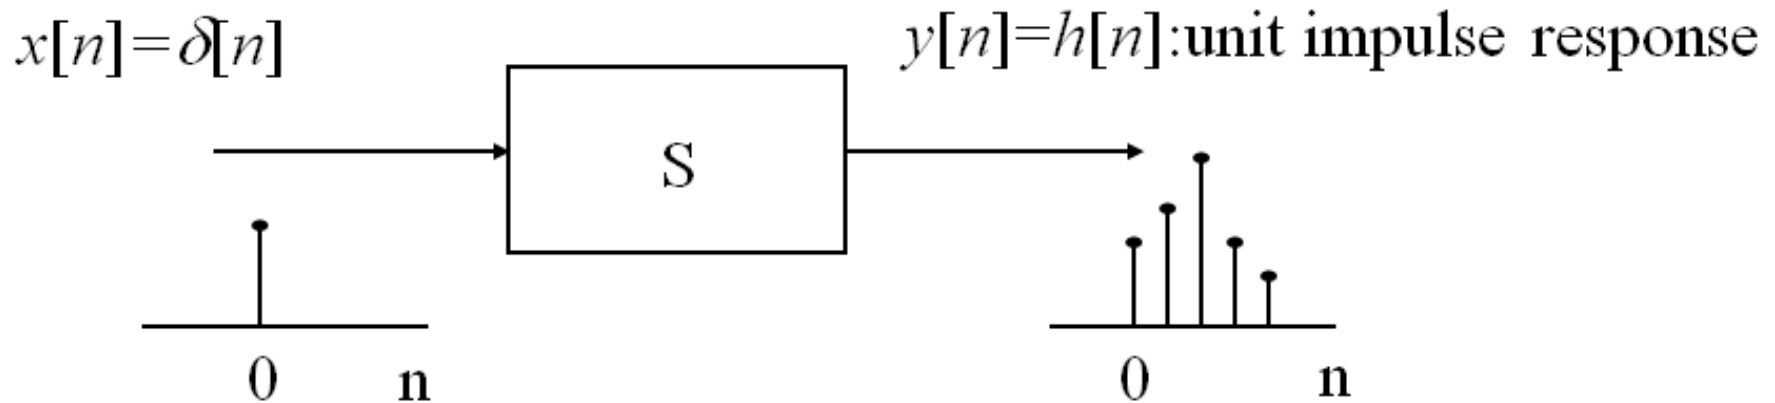 x[n]=δ[n]
y[n]=h[n]:unit impulse response
S
0 n
0 n